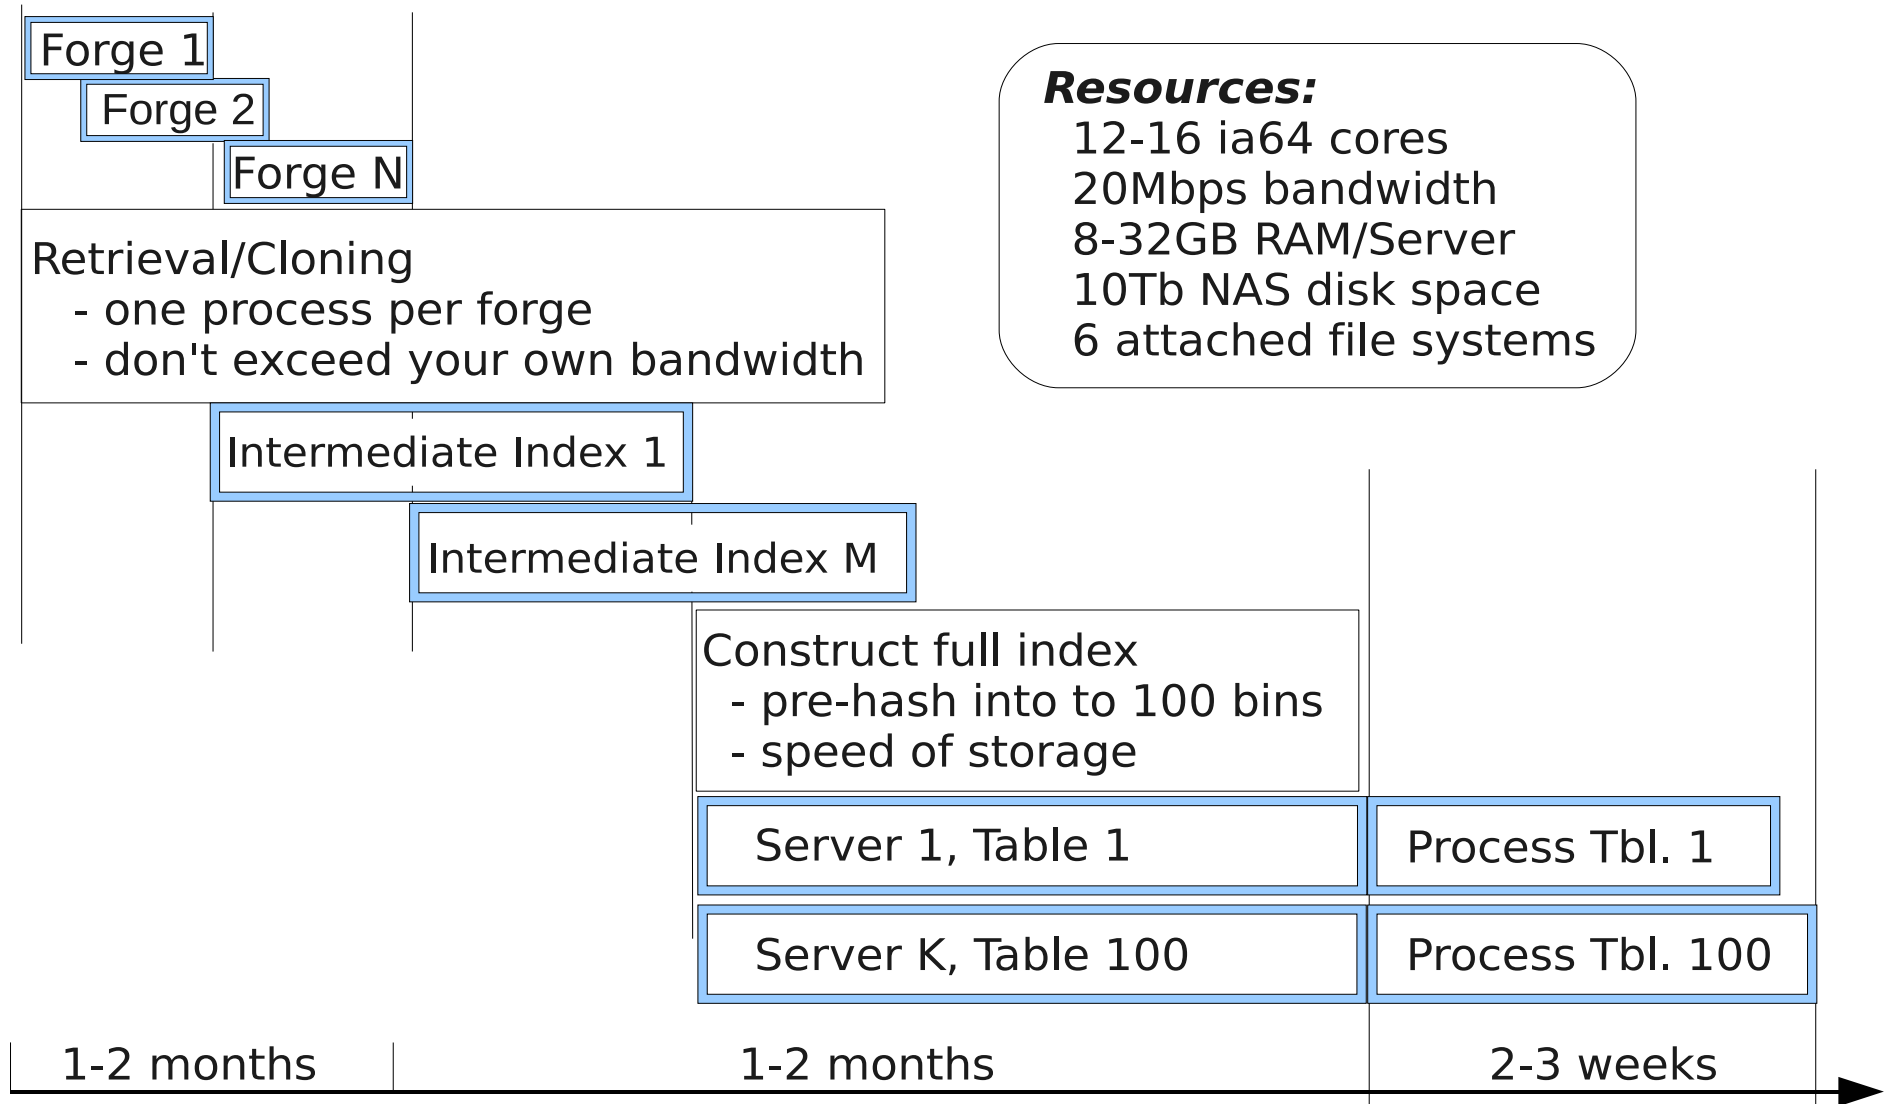 Forge 1
Forge 2
Forge N
Resources:
12-16 ia64 cores
20Mbps bandwidth
8-32GB RAM/Server
10Tb NAS disk space
6 attached file systems
Retrieval/Cloning
- one process per forge
- don't exceed your own bandwidth
Intermediate Index 1
Intermediate Index M
Construct full index
- pre-hash into to 100 bins
- speed of storage
Server 1, Table 1
Process Tbl. 1
Server K, Table 100
Process Tbl. 100
1-2 months
1-2 months
2-3 weeks